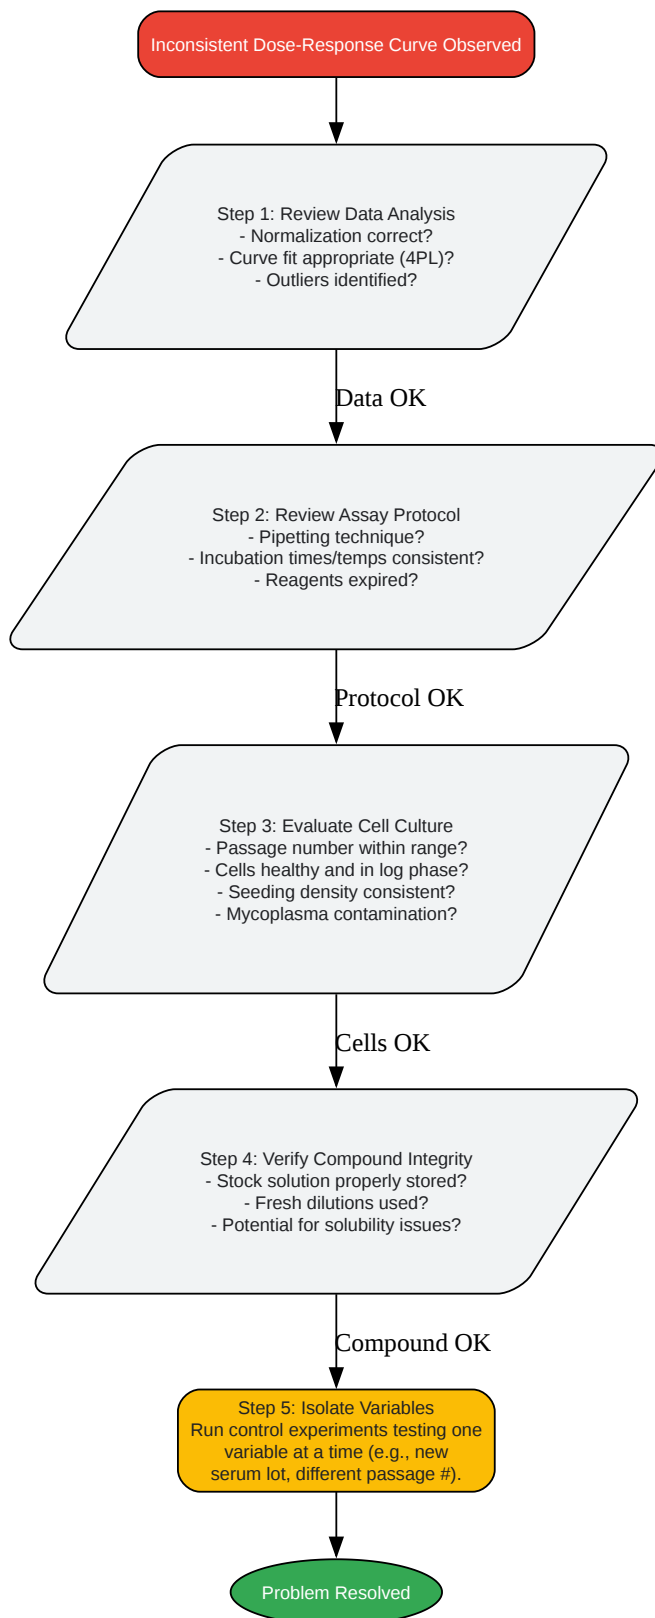 Inconsistent Dose-Response Curve Observed
Step 1: Review Data Analysis
- Normalization correct?
- Curve fit appropriate (4PL)?
- Outliers identified?
Data OK
Step 2: Review Assay Protocol
- Pipetting technique?
- Incubation times/temps consistent?
- Reagents expired?
Protocol OK
Step 3: Evaluate Cell Culture
- Passage number within range?
- Cells healthy and in log phase?
- Seeding density consistent?
- Mycoplasma contamination?
Cells OK
Step 4: Verify Compound Integrity
- Stock solution properly stored?
- Fresh dilutions used?
- Potential for solubility issues?
Compound OK
Step 5: Isolate Variables
Run control experiments testing one
variable at a time (e.g., new
serum lot, different passage #).
Problem Resolved